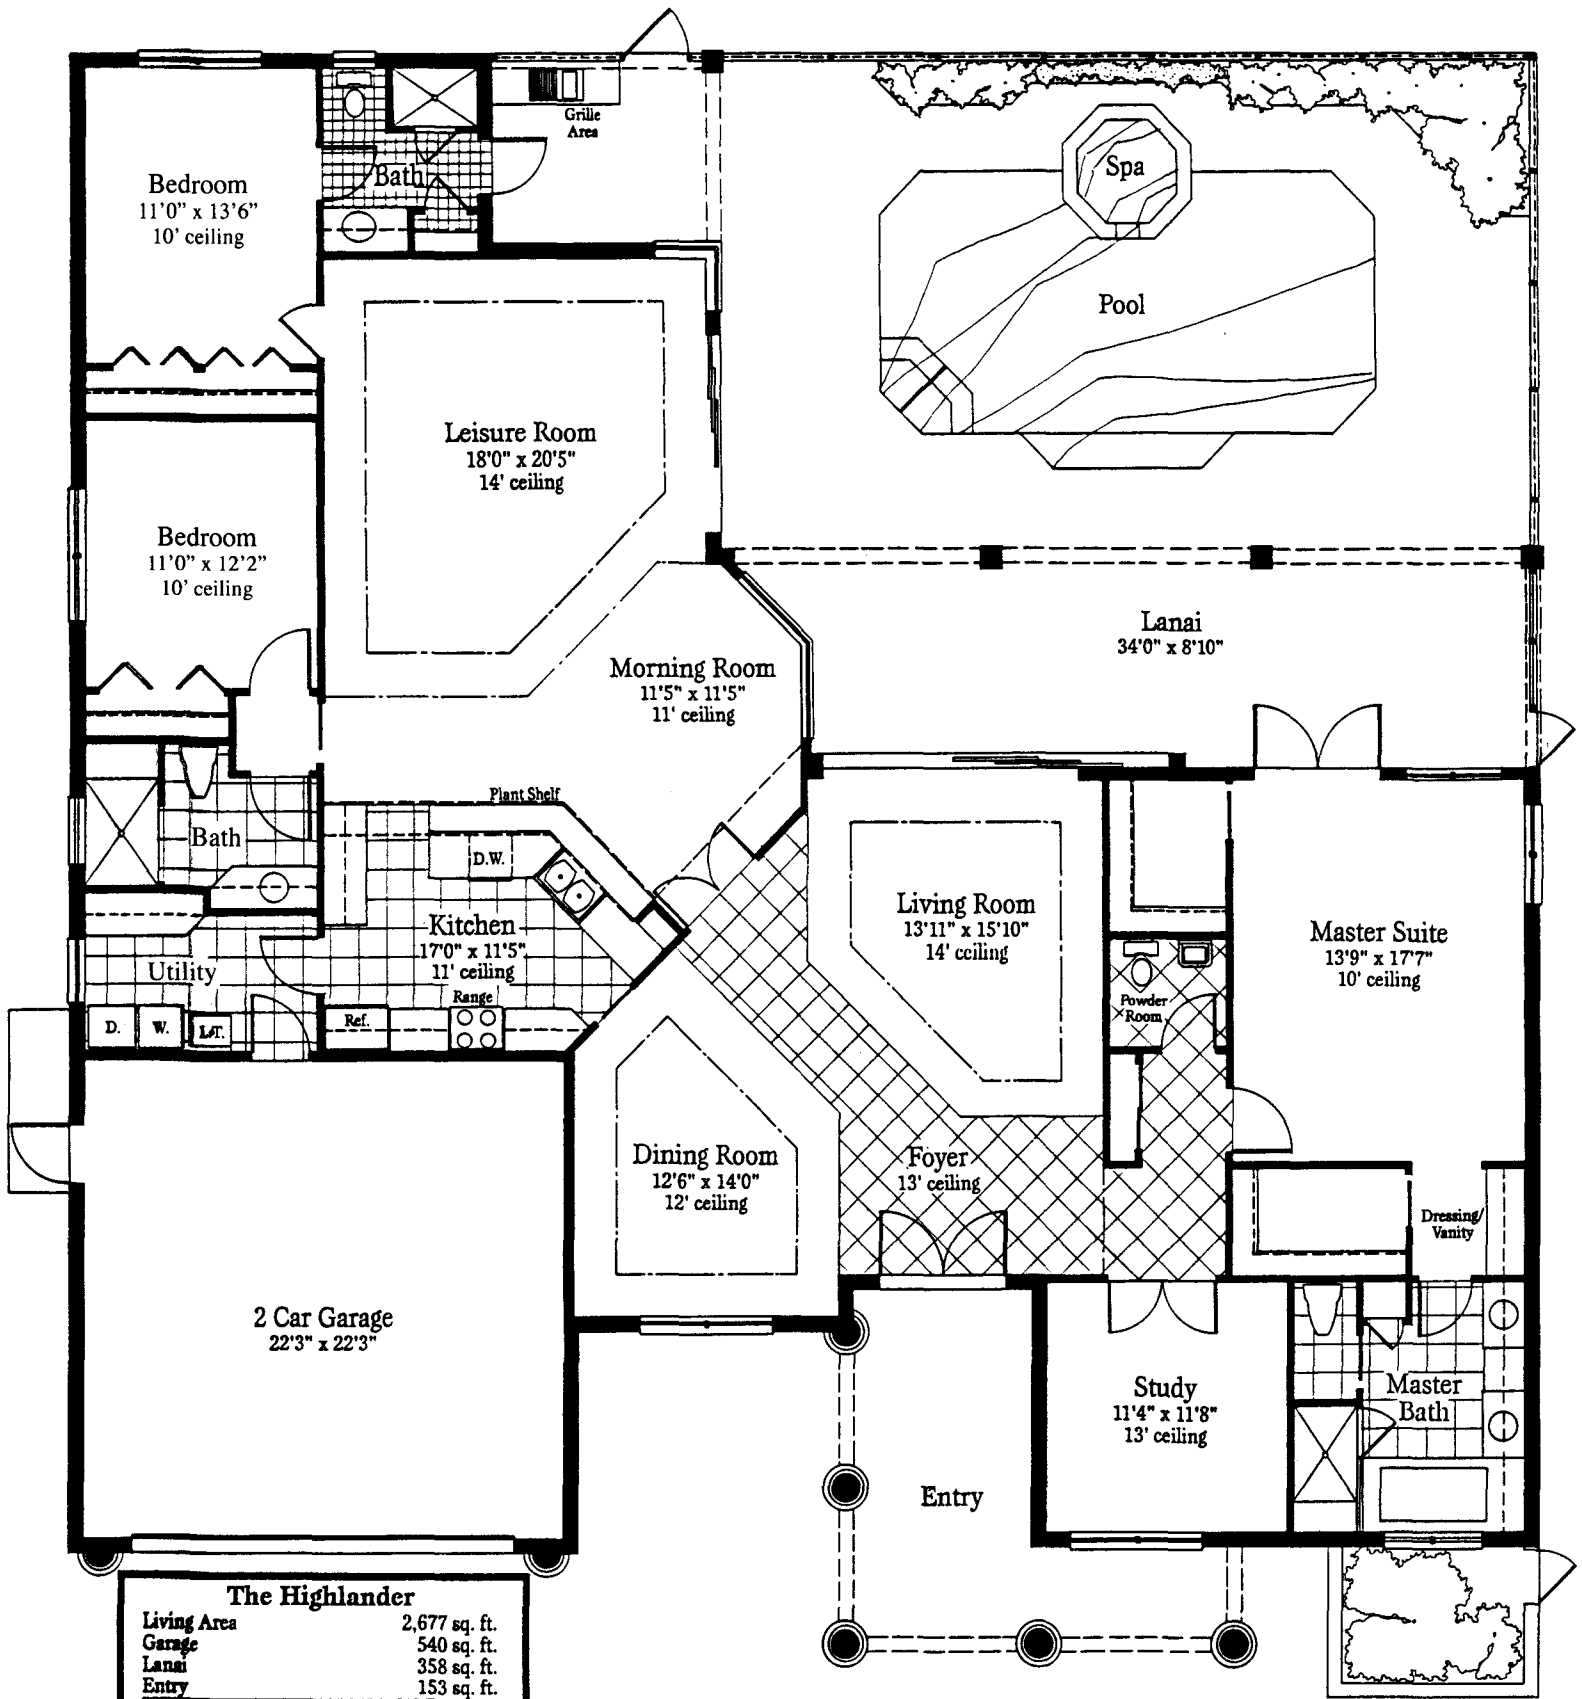 Grille
Area
Bedroom
11'0" x 13'6"
10' ceiling
Bath
Spa
Pool
Leisure Room
18'0" x 20'5"
14' ceiling
Bedroom
11'0" x 12'2"
10' ceiling
Lanai
34'0" x 8'10"
Morning Room
11'5" x 11'5"
11' ceiling
Plant Shelf
Bath
D.W.
Kitchen
17'0" x 11'5"
11' ceiling
Range
Ref.
Utility
D.
W.
L.T.
Living Room
13'11" x 15'10"
14' ceiling
Master Suite
13'9" x 17'7"
10' ceiling
Powder
Room
Dining Room
12'6" x 14'0"
12' ceiling
Foyer
13' ceiling
Dressing/
Vanity
2 Car Garage
22'3" x 22'3"
Study
11'4" x 11'8"
13' ceiling
Master
Bath
Entry
The Highlander
Living Area 2,677 sq. ft.
Garage 540 sq. ft.
Lanai 358 sq. ft.
Entry 153 sq. ft.